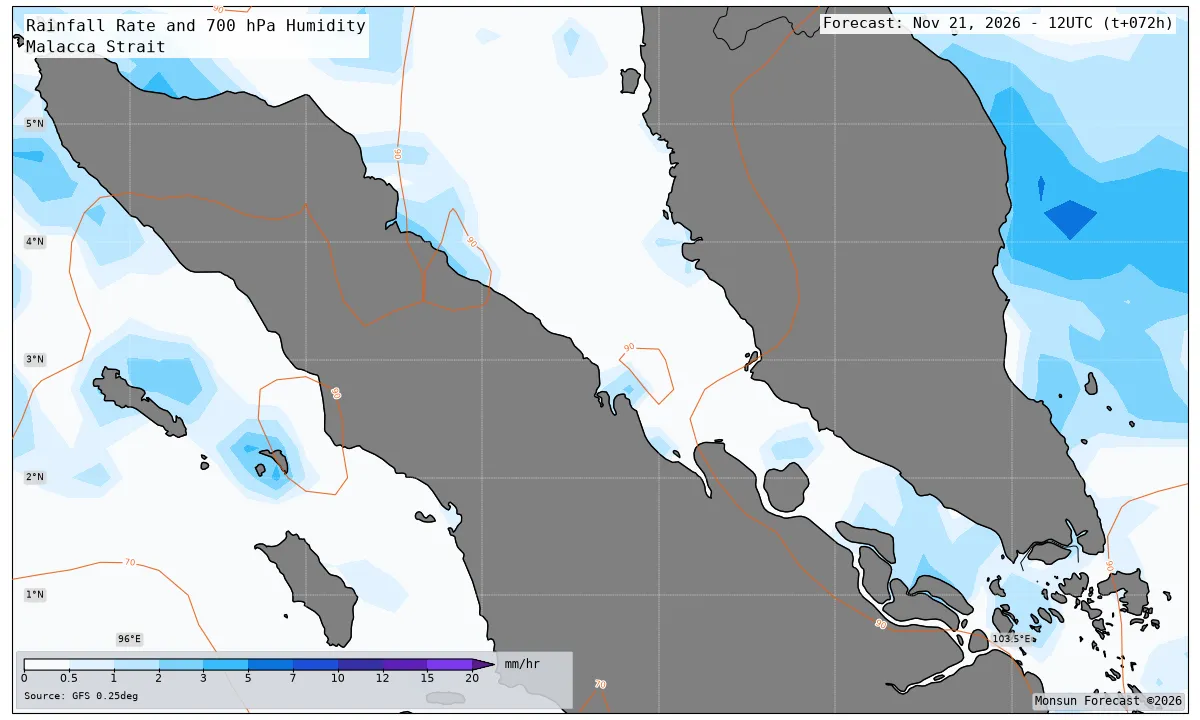 Rainfall Rate and 700 hPa Humidity
Malacca Strait
Forecast: Nov 21, 2026 - 12UTC (t+072h)
90
5°N
90
4°N
90
3°N
90
90
2°N
70
90
1°N
90
96°E
103.5°E
0 0.5 1 2 3 5 7 10 12 15 20 mm/hr
70
Source: GFS 0.25deg
Monsun Forecast ©2026